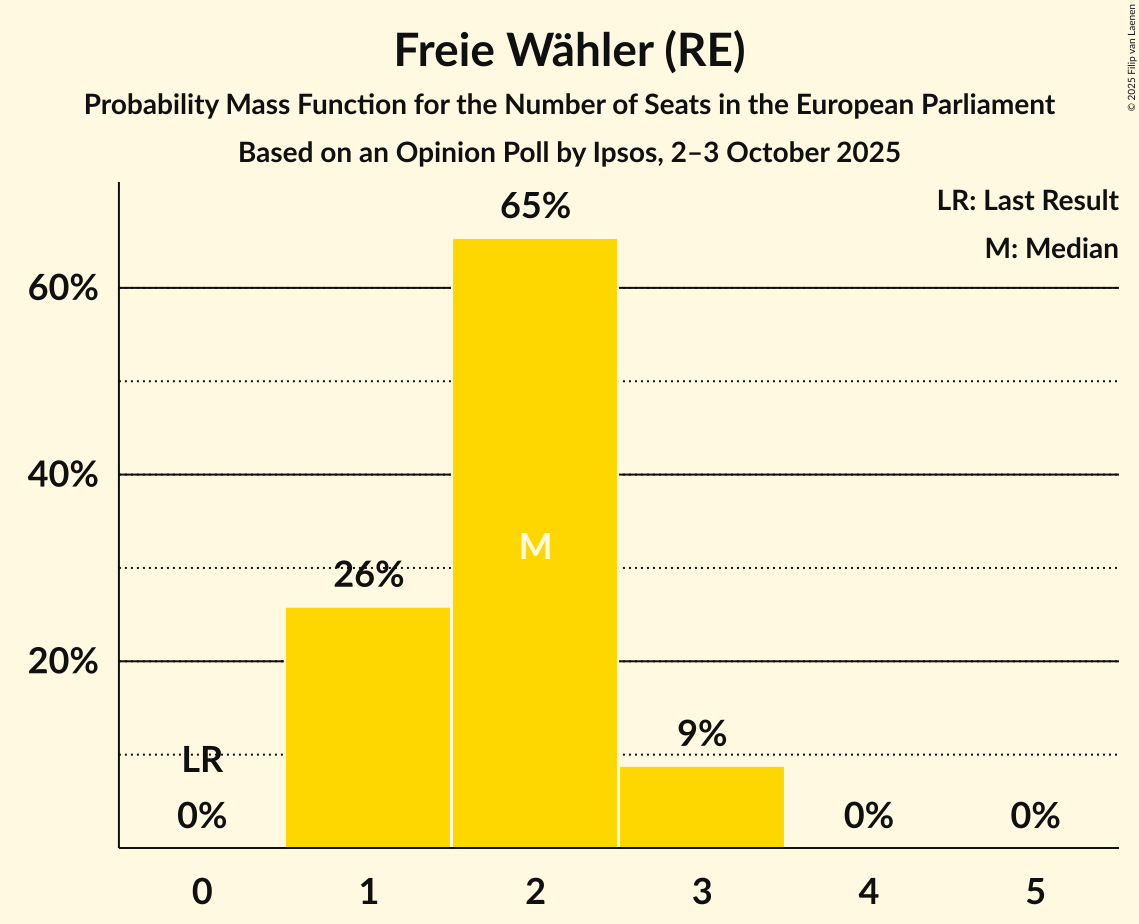 Freie Wähler (RE)
Probability Mass Function for the Number of Seats in the European Parliament
Based on an Opinion Poll by Ipsos, 2–3 October 2025
© 2025 Filip van Laenen
LR: Last Result
M: Median
65%
60%
40%
M
26%
20%
9%
LR
0%
0%
0%
0
1
2
3
4
5